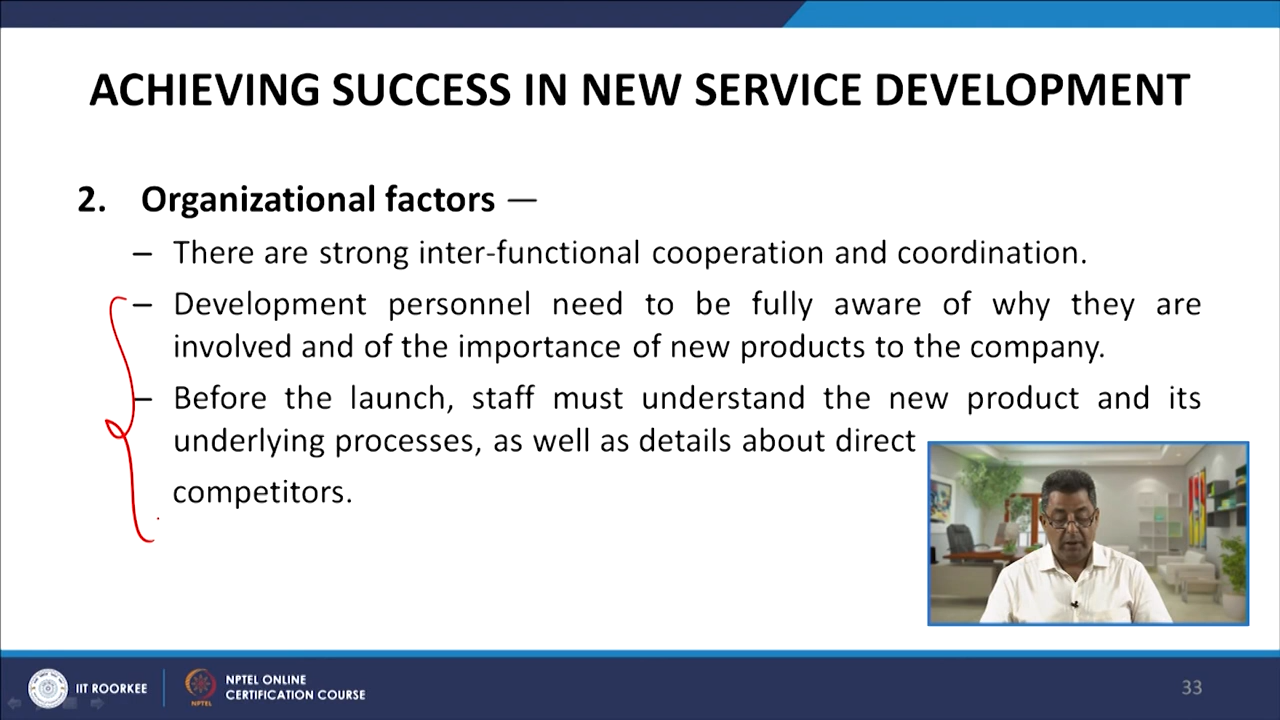 ACHIEVING SUCCESS IN NEW SERVICE DEVELOPMENT
2. Organizational factors —
– There are strong inter-functional cooperation and coordination.
– Development personnel need to be fully aware of why they are
involved and of the importance of new products to the company.
– Before the launch, staff must understand the new product and its
underlying processes, as well as details about direct
competitors.
IIT ROORKEE
NPTEL
NPTEL ONLINE
CERTIFICATION COURSE
33